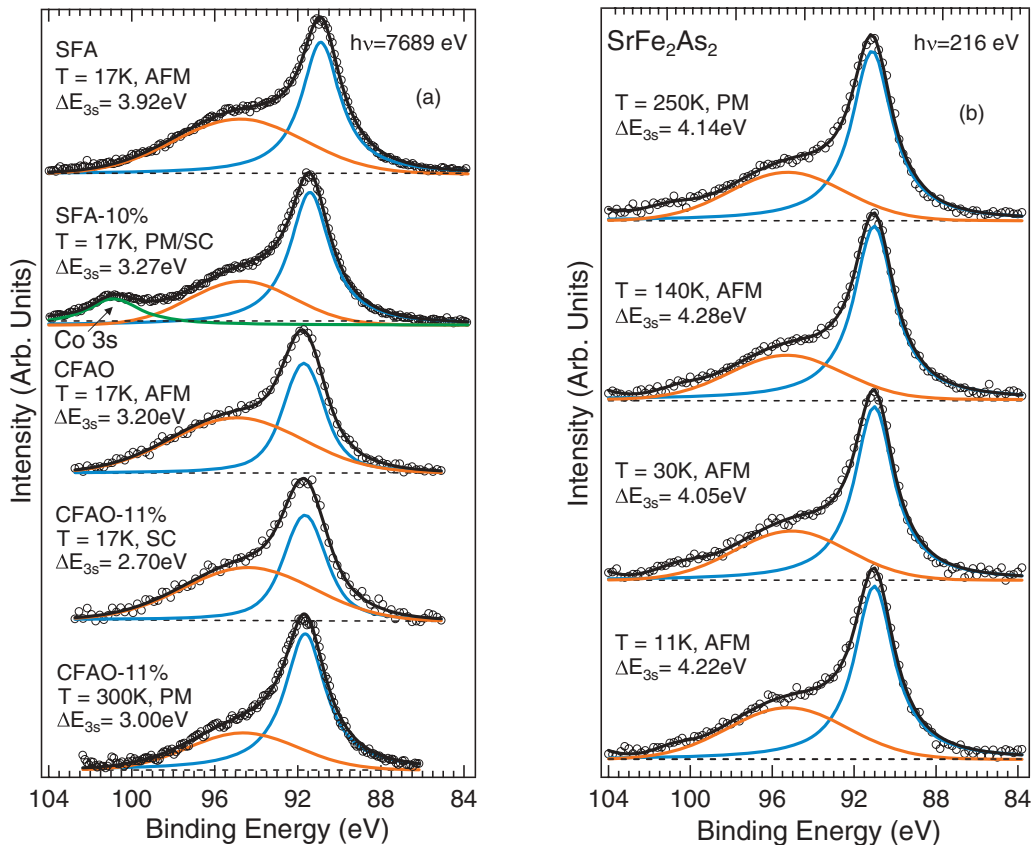 SFA
T = 17K, AFM
ΔE3s= 3.92eV
hν=7689 eV
(a)
SFA-10%
T = 17K, PM/SC
ΔE3s= 3.27eV
Co 3s
CFAO
T = 17K, AFM
ΔE3s= 3.20eV
CFAO-11%
T = 17K, SC
ΔE3s= 2.70eV
CFAO-11%
T = 300K, PM
ΔE3s= 3.00eV
Intensity (Arb. Units)
104 100 96 92 88 84
Binding Energy (eV)
SrFe2As2
hν=216 eV
T = 250K, PM
ΔE3s= 4.14eV
(b)
T = 140K, AFM
ΔE3s= 4.28eV
T = 30K, AFM
ΔE3s= 4.05eV
T = 11K, AFM
ΔE3s= 4.22eV
Intensity (Arb. Units)
104 100 96 92 88 84
Binding Energy (eV)